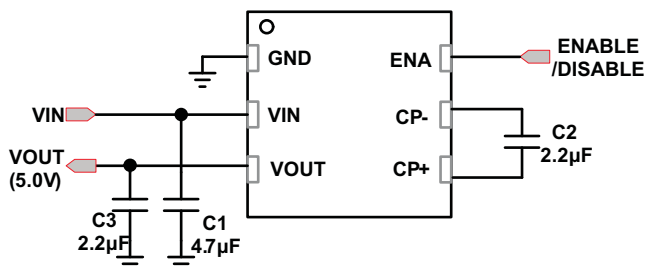 GND
ENA
ENABLE
/DISABLE
VIN
VIN
CP-
C2
2.2µF
VOUT
(5.0V)
VOUT
CP+
C3
2.2µF
C1
4.7µF